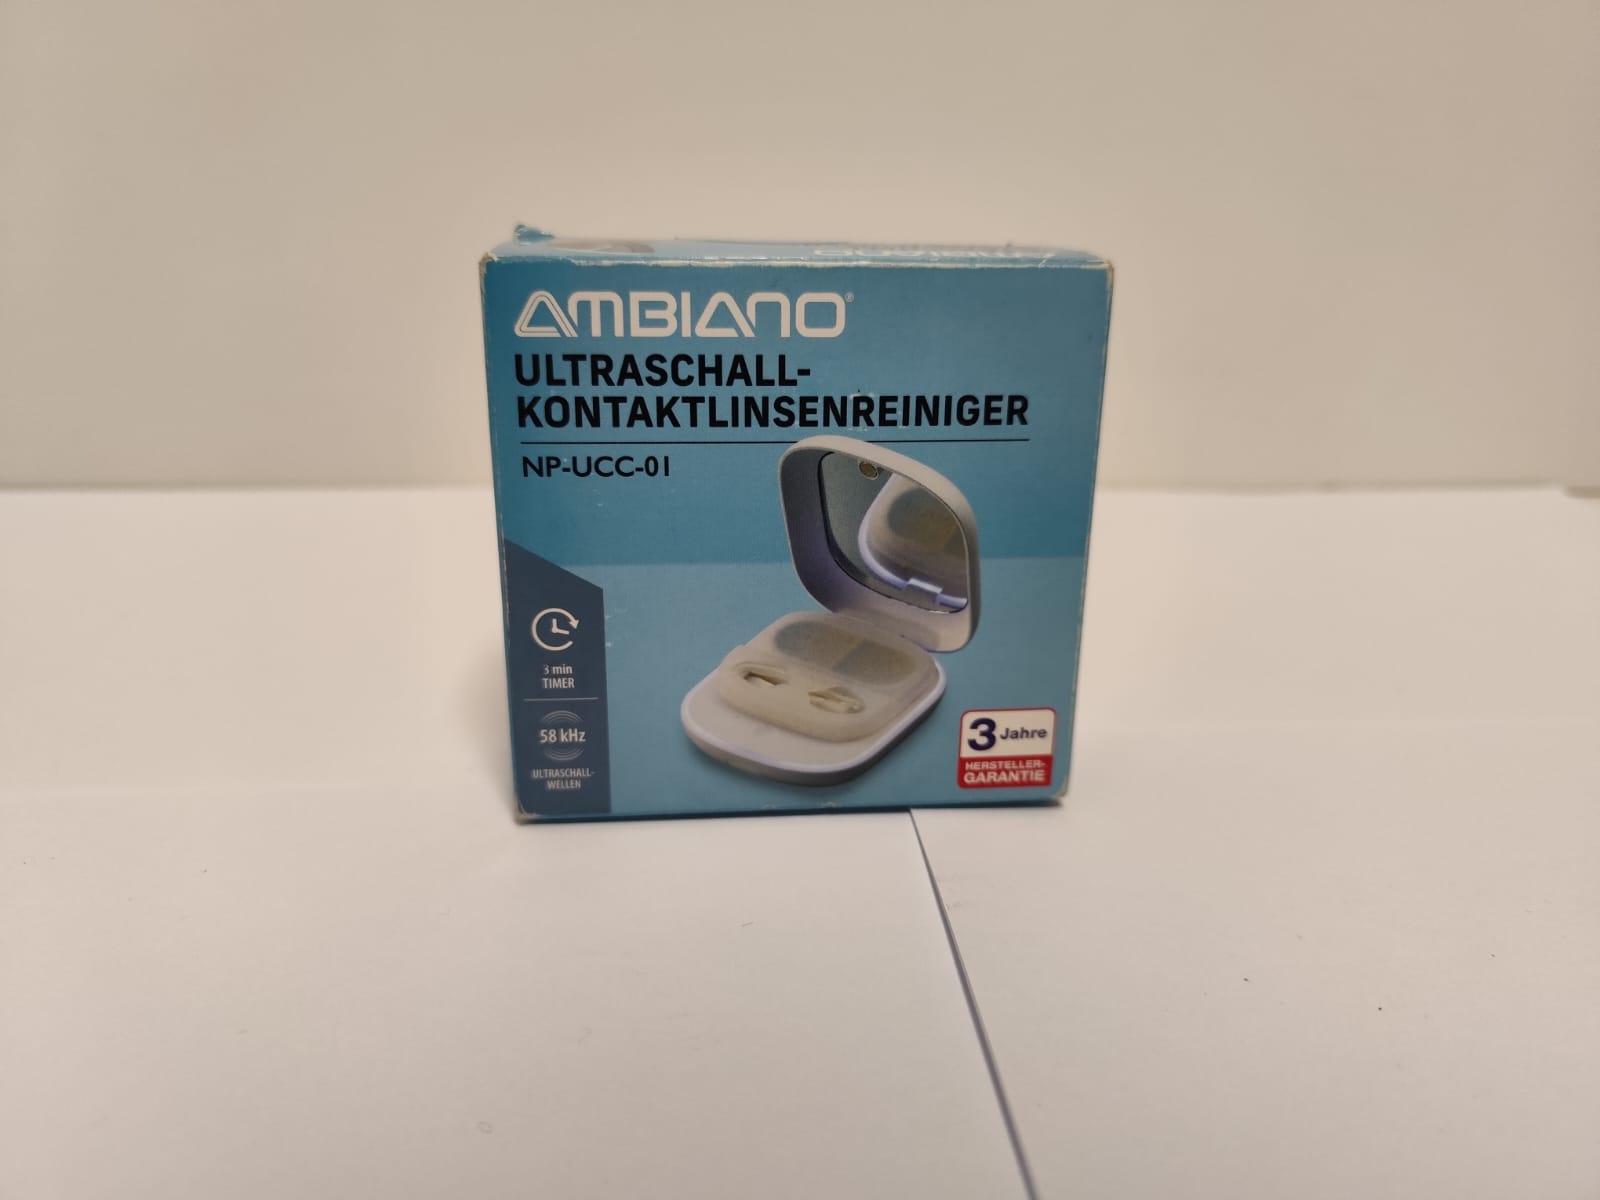 AMBIANO®
ULTRASCHALL-
KONTAKTLINSENREINIGER
NP-UCC-01
3 min
TIMER
58 kHz
ULTRASCHALL-
WELLEN
3 Jahre
HERSTELLER-
GARANTIE